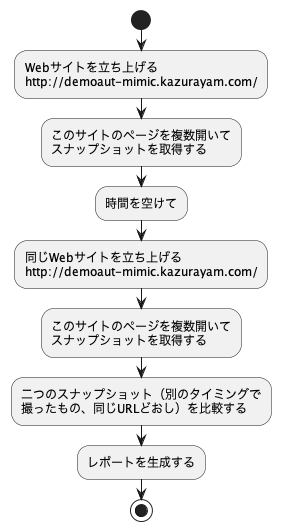 Webサイトを立ち上げる
http://demoaut-mimic.kazurayam.com/
このサイトのページを複数開いて
スナップショットを取得する
時間を空けて
同じWebサイトを立ち上げる
http://demoaut-mimic.kazurayam.com/
このサイトのページを複数開いて
スナップショットを取得する
二つのスナップショット（別のタイミングで
撮ったもの、同じURLどおし）を比較する
レポートを生成する